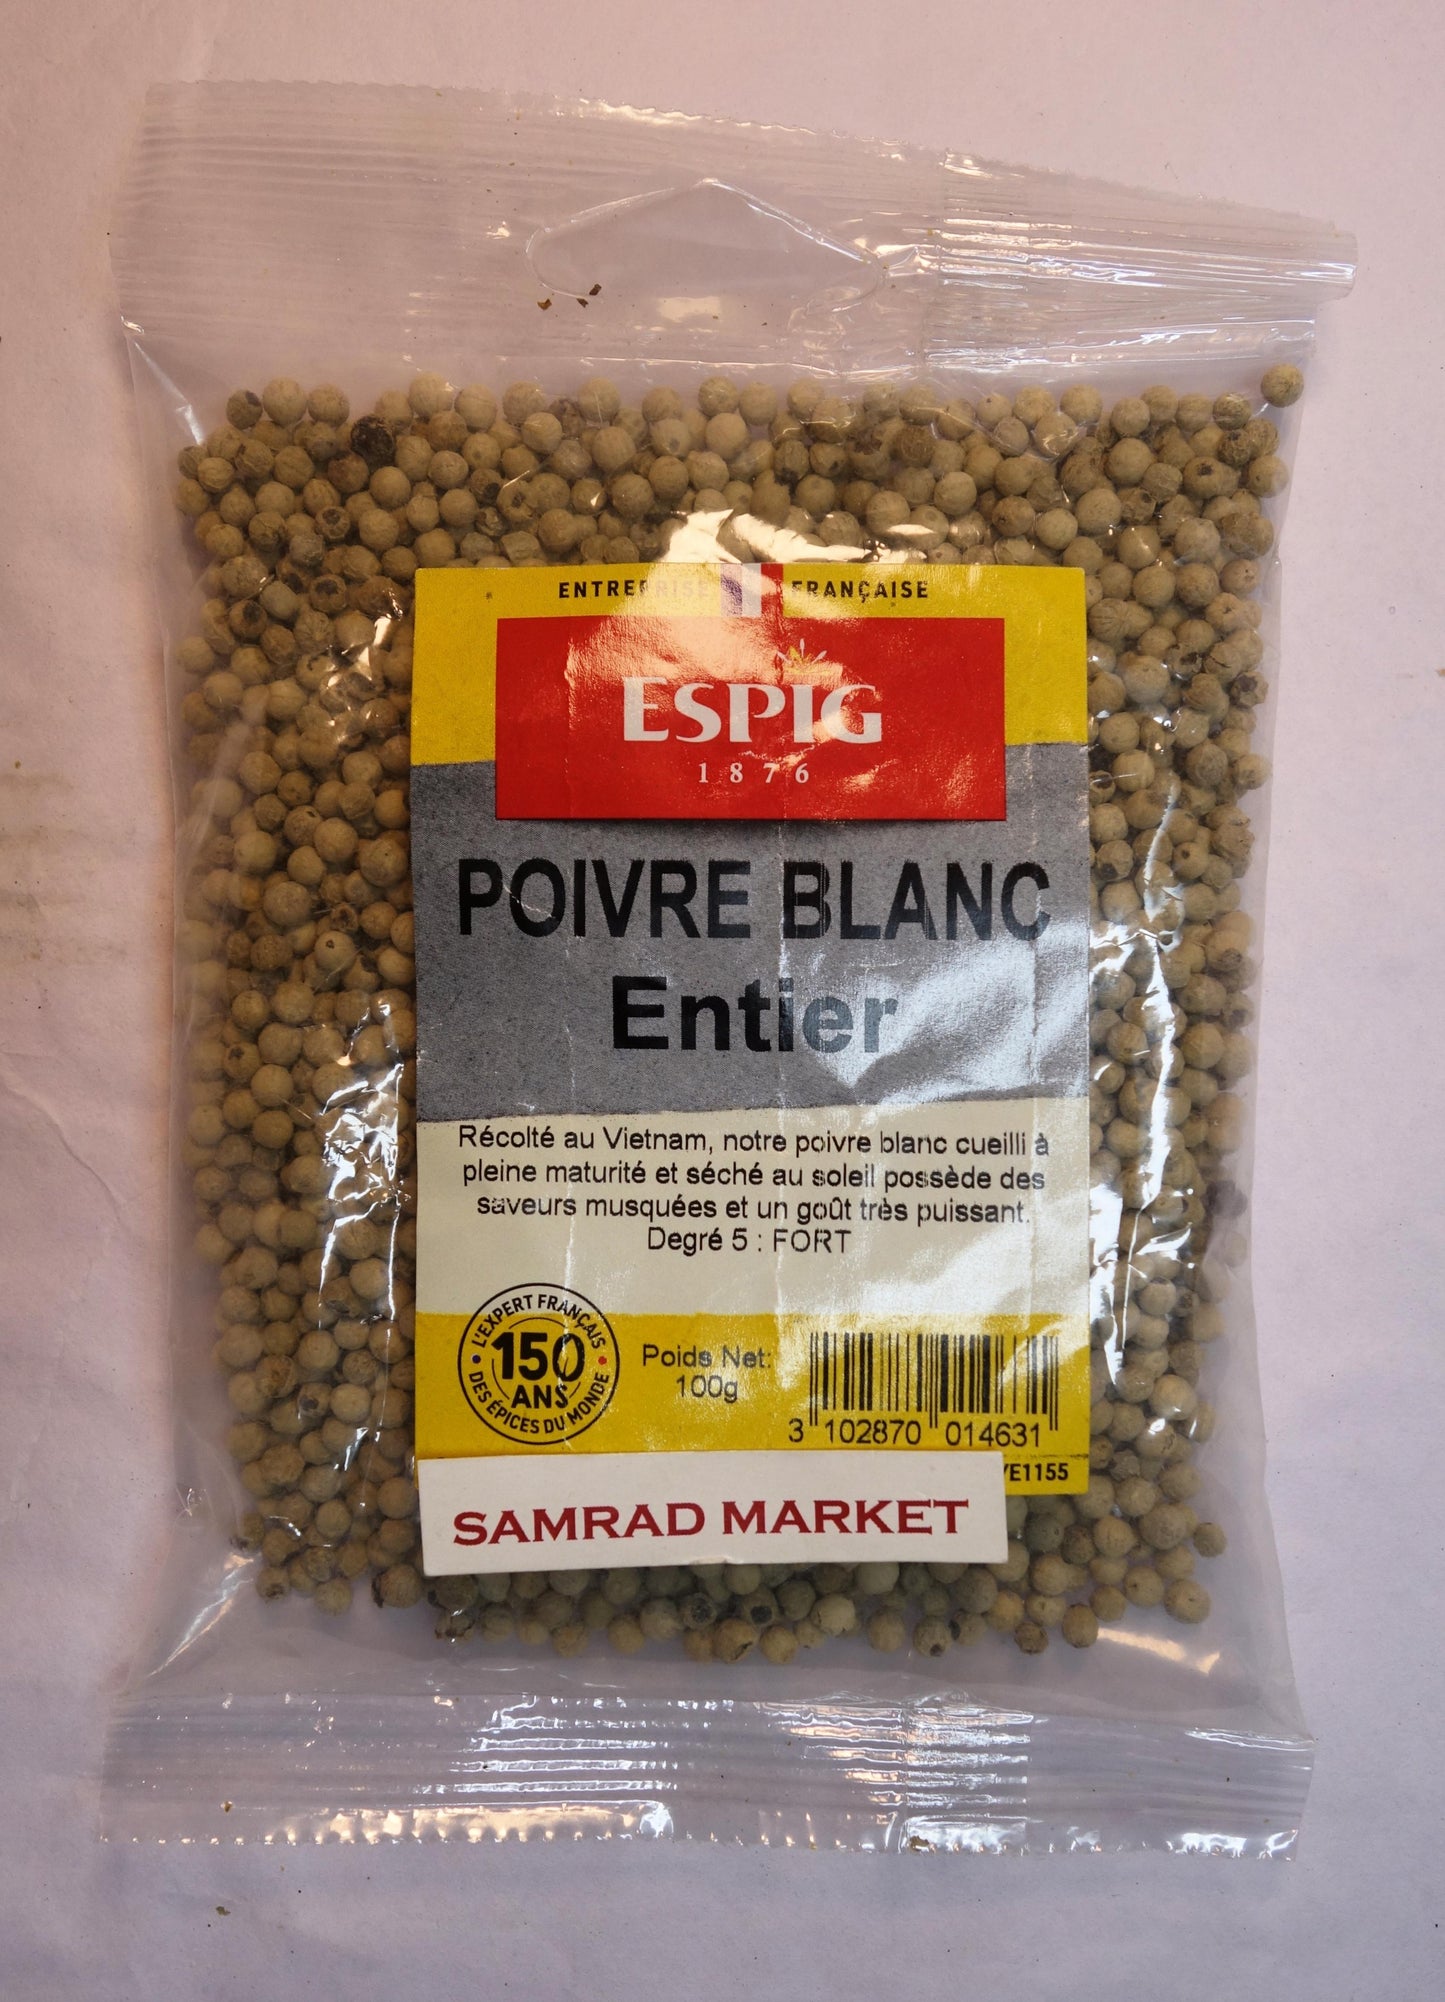 ENTREPRISE FRANÇAISE
ESPIG
1876
POIVRE BLANC
Entier
Récolté au Vietnam, notre poivre blanc cueilli à
pleine maturité et séché au soleil possède des
saveurs musquées et un goût très puissant.
Degré 5 : FORT
L'EXPERT FRANÇAIS
150
ANS
DES ÉPICES DU MONDE
Poids Net:
100g
3 102870 014631
YE1155
SAMRAD MARKET